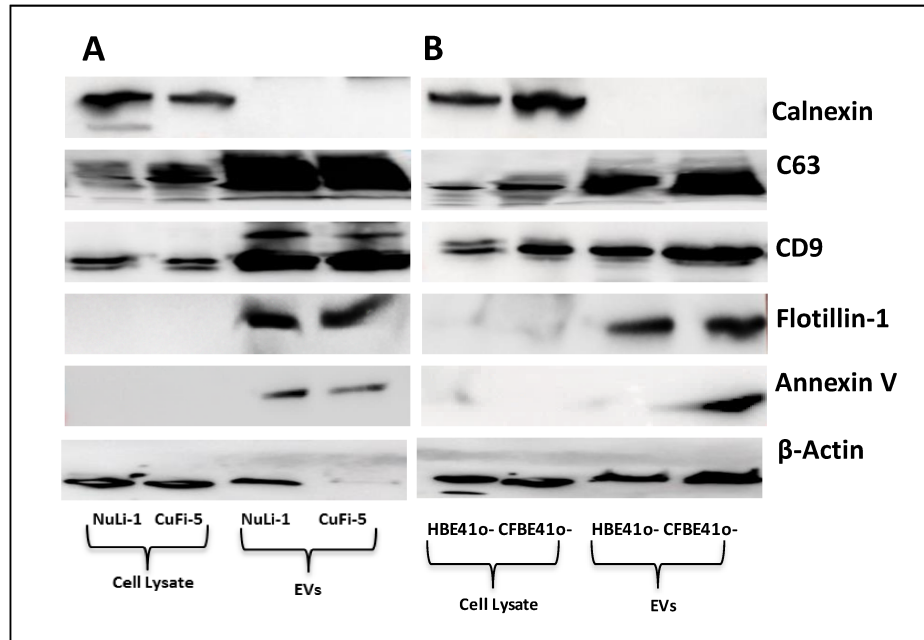 A
B
Calnexin
C63
CD9
Flotillin-1
Annexin V
β-Actin
NuLi-1 CuFi-5 NuLi-1 CuFi-5
HBE41o- CFBE41o- HBE41o- CFBE41o-
Cell Lysate EVs
Cell Lysate EVs